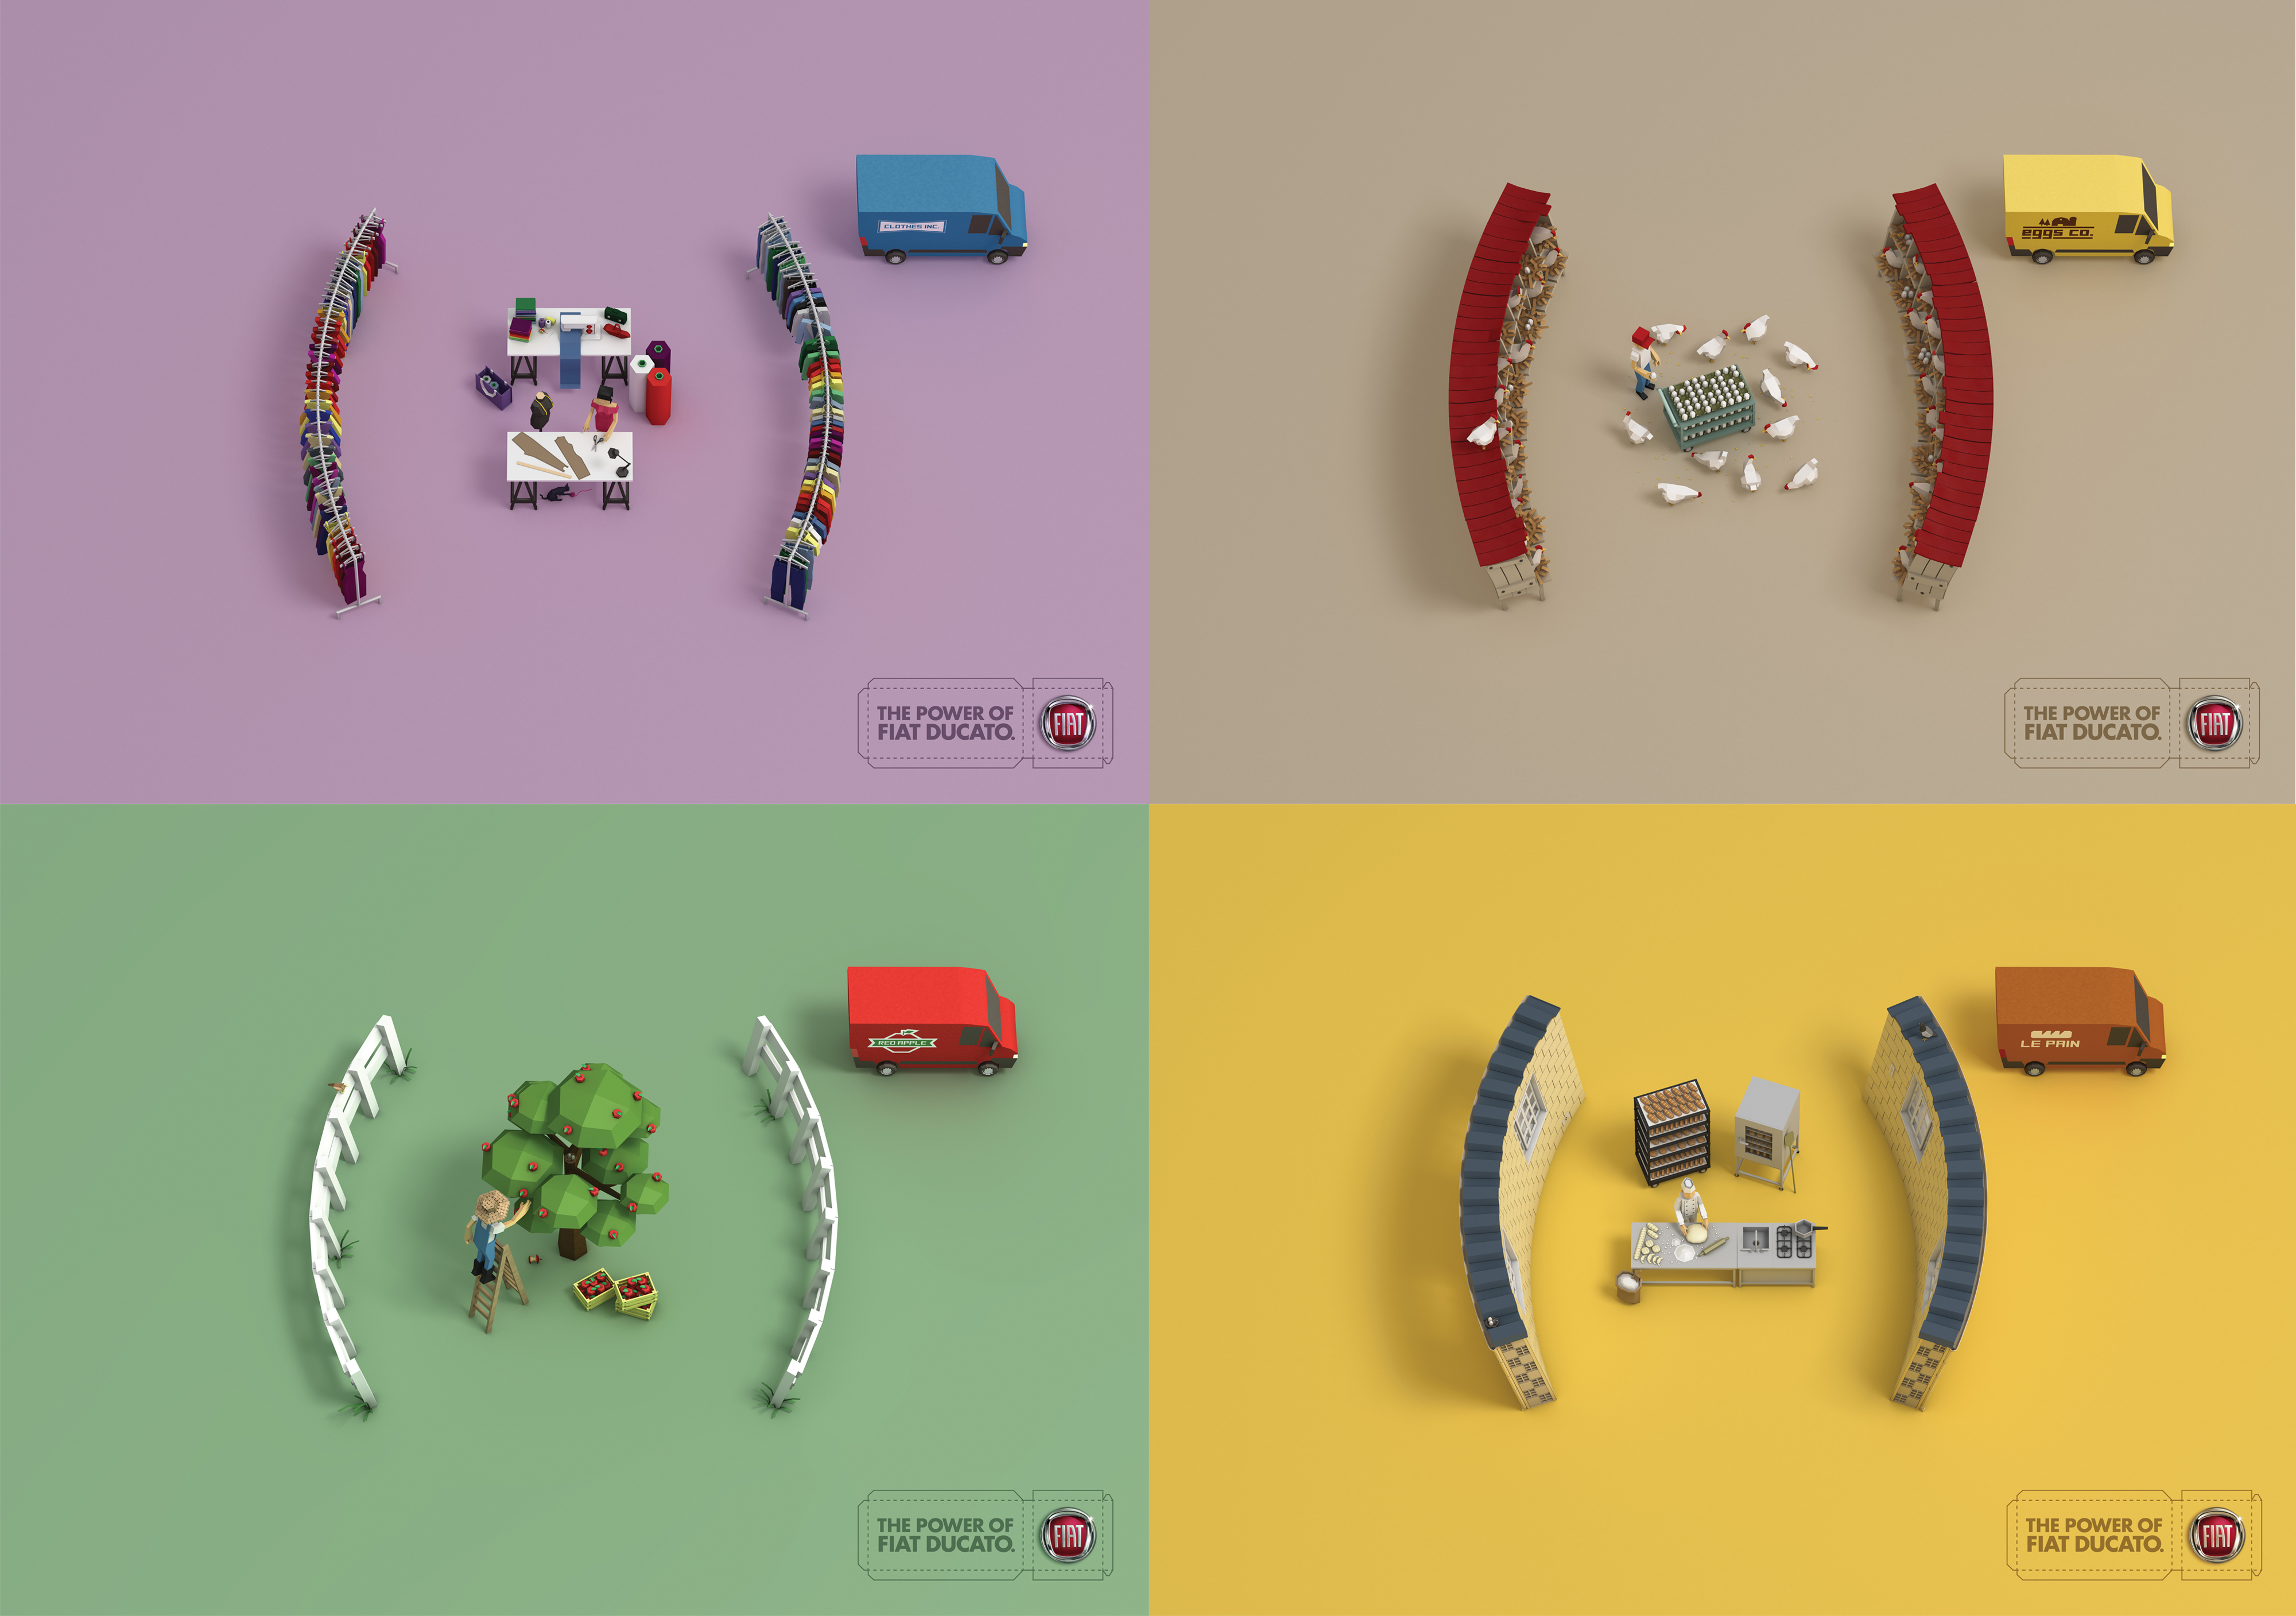 CLOTHES INC.
THE POWER OF
FIAT DUCATO.
FIAT
eggs co.
THE POWER OF
FIAT DUCATO.
FIAT
RED APPLE
THE POWER OF
FIAT DUCATO.
FIAT
LE PAIN
THE POWER OF
FIAT DUCATO.
FIAT